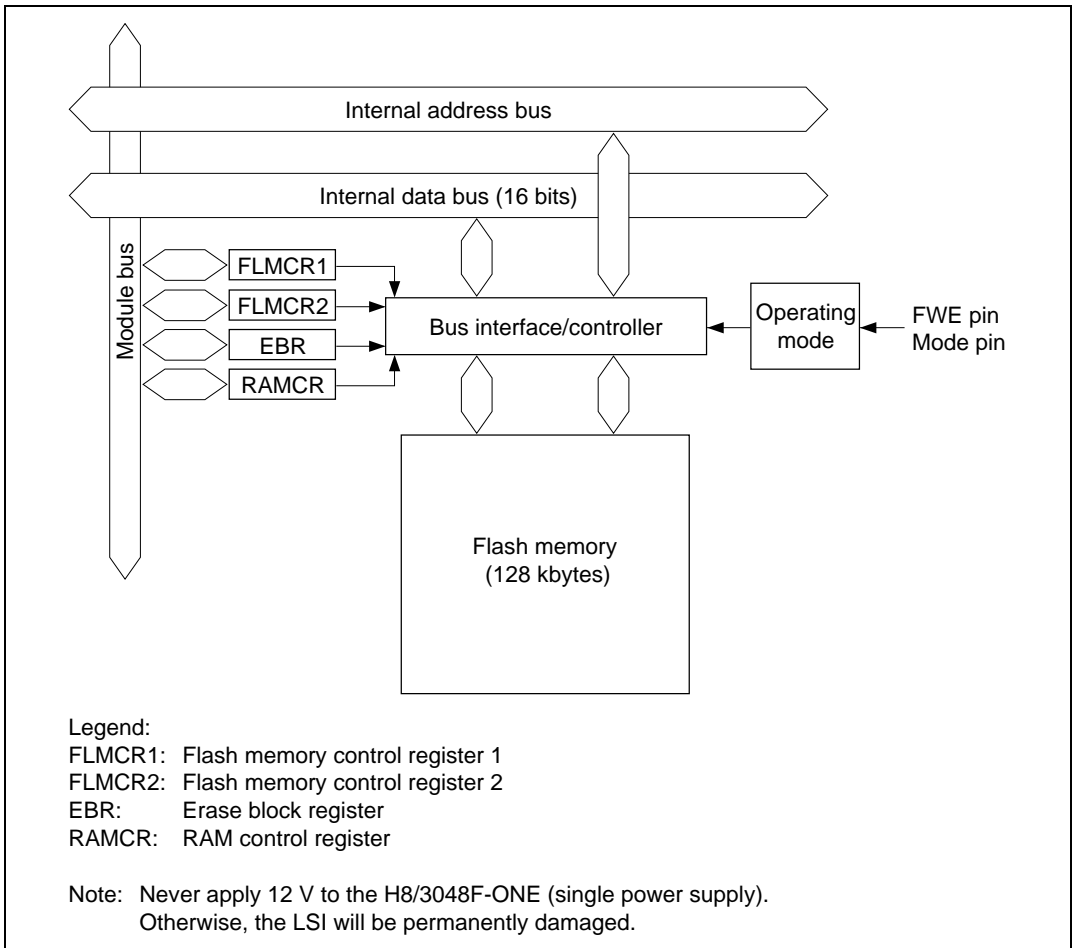 Internal address bus
Internal data bus (16 bits)
Module bus
FLMCR1
FLMCR2
EBR
RAMCR
Bus interface/controller
Operating
mode
FWE pin
Mode pin
Flash memory
(128 kbytes)
Legend:
FLMCR1: Flash memory control register 1
FLMCR2: Flash memory control register 2
EBR: Erase block register
RAMCR: RAM control register
Note: Never apply 12 V to the H8/3048F-ONE (single power supply).
Otherwise, the LSI will be permanently damaged.